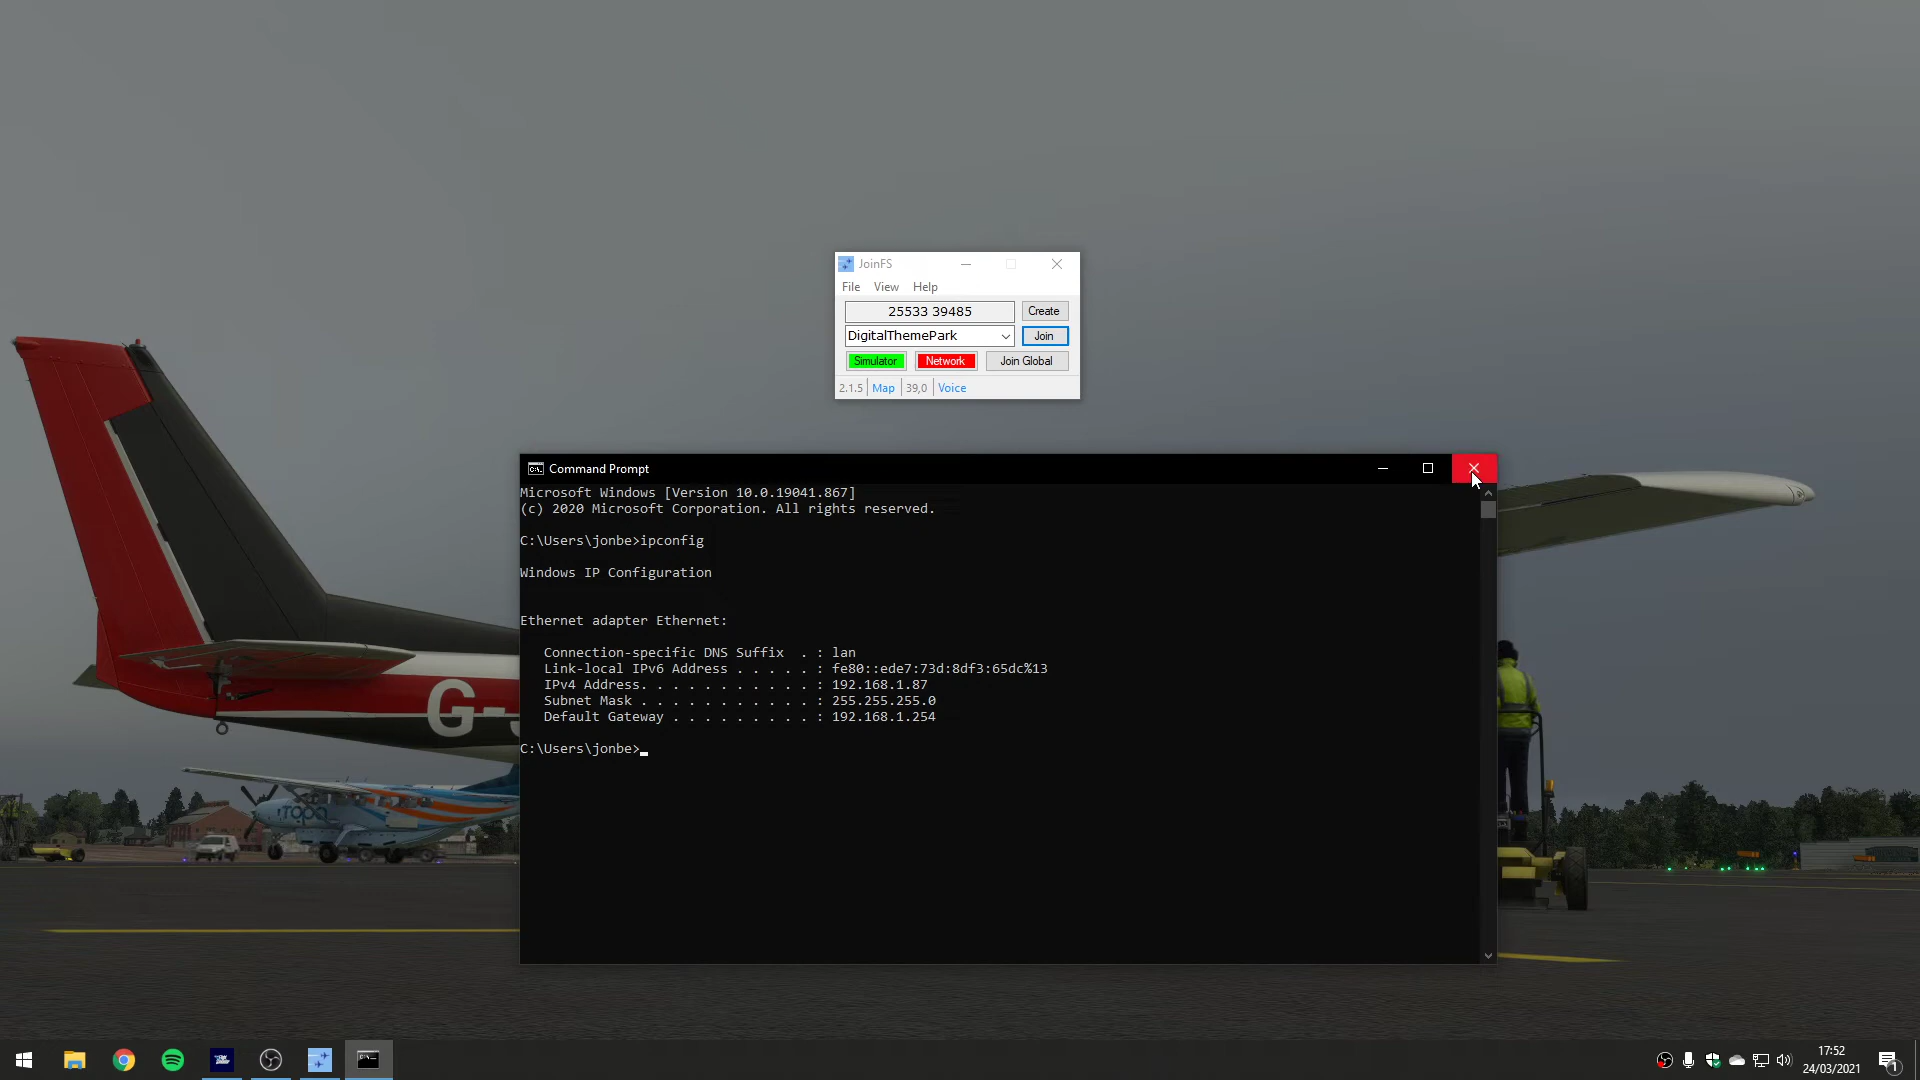 JoinFS
File View Help
25533 39485 Create
DigitalThemePark Join
Simulator Network Join Global
2.1.5 Map 39,0 Voice
Command Prompt
Microsoft Windows [Version 10.0.19041.867]
(c) 2020 Microsoft Corporation. All rights reserved.
C:\Users\jonbe>ipconfig
Windows IP Configuration
Ethernet adapter Ethernet:
Connection-specific DNS Suffix  . : lan
Link-local IPv6 Address . . . . . : fe80::ede7:73d:8df3:65dc%13
IPv4 Address. . . . . . . . . . . : 192.168.1.87
Subnet Mask . . . . . . . . . . . : 255.255.255.0
Default Gateway . . . . . . . . . : 192.168.1.254
C:\Users\jonbe>
G-
17:52
24/03/2021
1